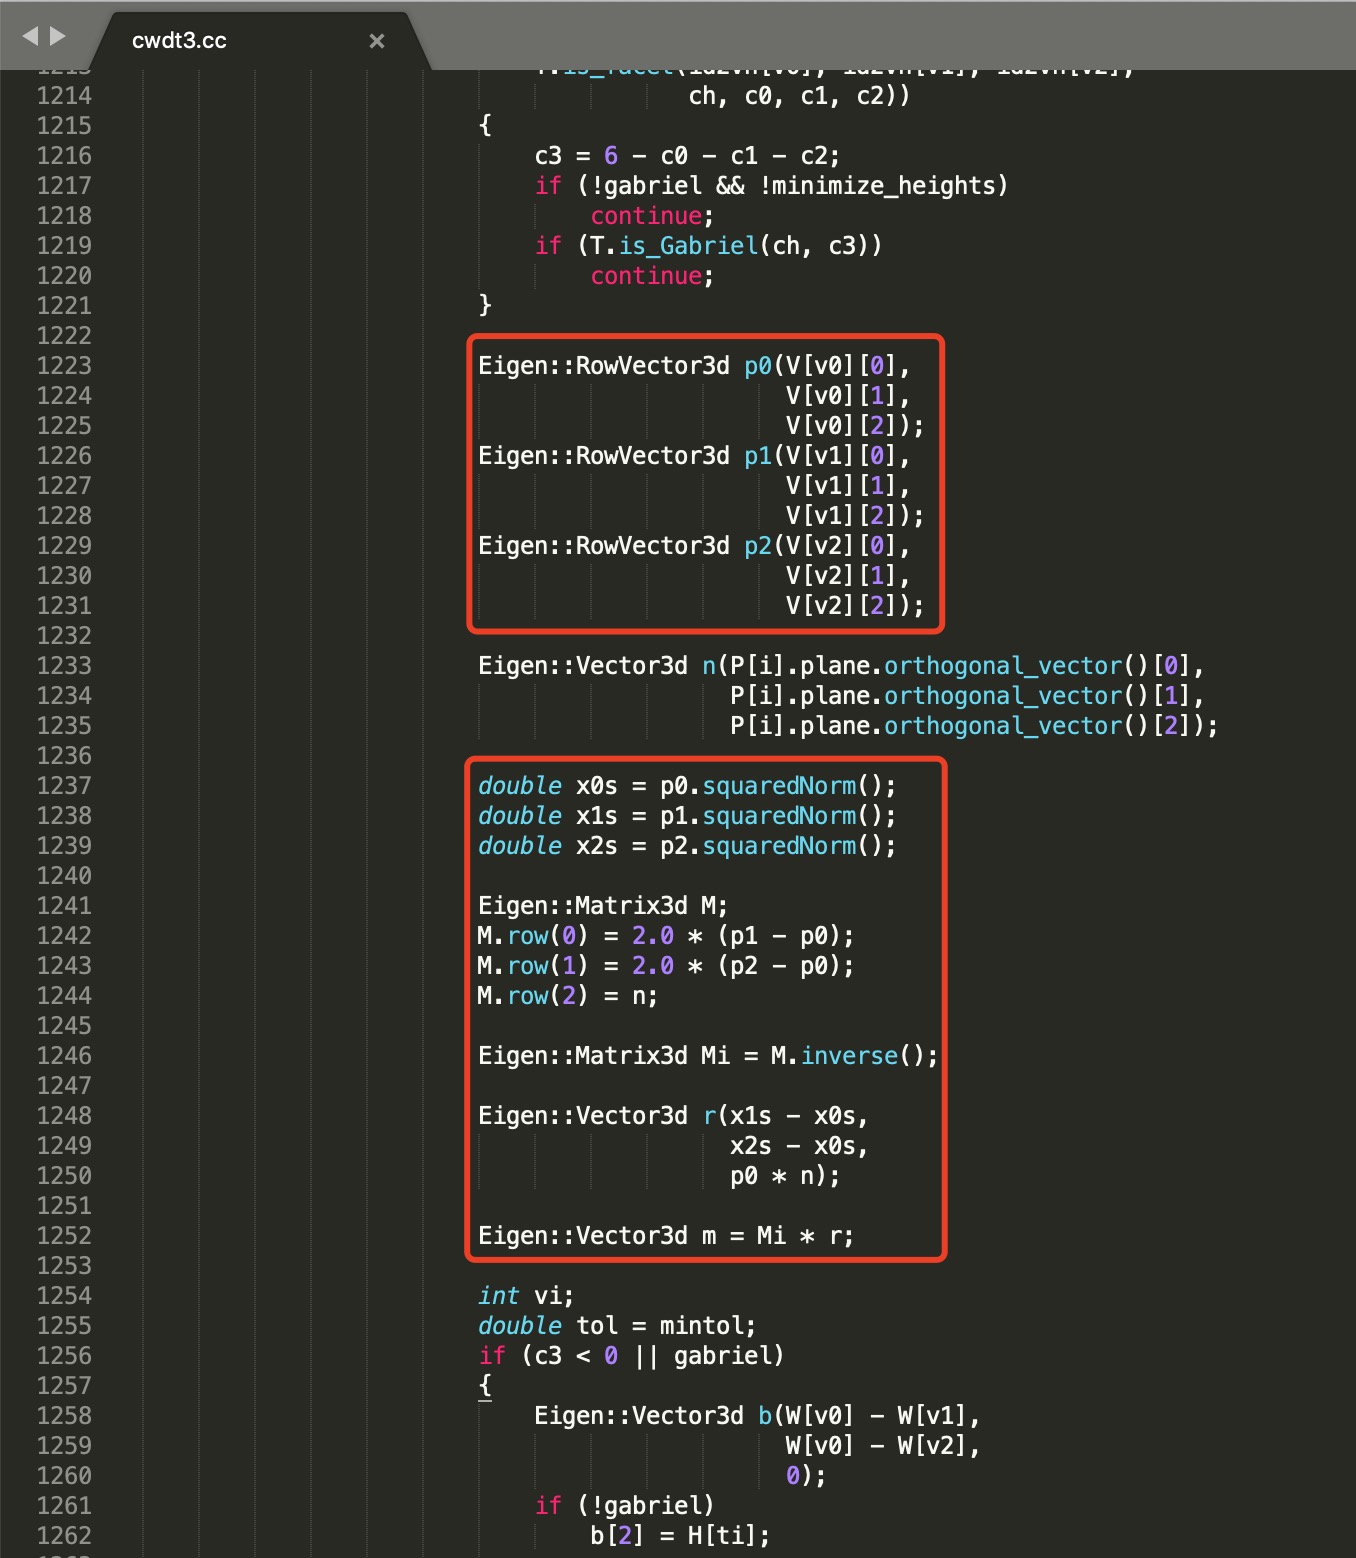 cwdt3.cc
1213 T.is_facet(id2vh[v0], id2vh[v1], id2vh[v2],
1214 ch, c0, c1, c2))
1215 {
1216 c3 = 6 - c0 - c1 - c2;
1217 if (!gabriel && !minimize_heights)
1218 continue;
1219 if (T.is_Gabriel(ch, c3))
1220 continue;
1221 }
1222
1223 Eigen::RowVector3d p0(V[v0][0],
1224 V[v0][1],
1225 V[v0][2]);
1226 Eigen::RowVector3d p1(V[v1][0],
1227 V[v1][1],
1228 V[v1][2]);
1229 Eigen::RowVector3d p2(V[v2][0],
1230 V[v2][1],
1231 V[v2][2]);
1232
1233 Eigen::Vector3d n(P[i].plane.orthogonal_vector()[0],
1234 P[i].plane.orthogonal_vector()[1],
1235 P[i].plane.orthogonal_vector()[2]);
1236
1237 double x0s = p0.squaredNorm();
1238 double x1s = p1.squaredNorm();
1239 double x2s = p2.squaredNorm();
1240
1241 Eigen::Matrix3d M;
1242 M.row(0) = 2.0 * (p1 - p0);
1243 M.row(1) = 2.0 * (p2 - p0);
1244 M.row(2) = n;
1245
1246 Eigen::Matrix3d Mi = M.inverse();
1247
1248 Eigen::Vector3d r(x1s - x0s,
1249 x2s - x0s,
1250 p0 * n);
1251
1252 Eigen::Vector3d m = Mi * r;
1253
1254 int vi;
1255 double tol = mintol;
1256 if (c3 < 0 || gabriel)
1257 {
1258 Eigen::Vector3d b(W[v0] - W[v1],
1259 W[v0] - W[v2],
1260 0);
1261 if (!gabriel)
1262 b[2] = H[ti];